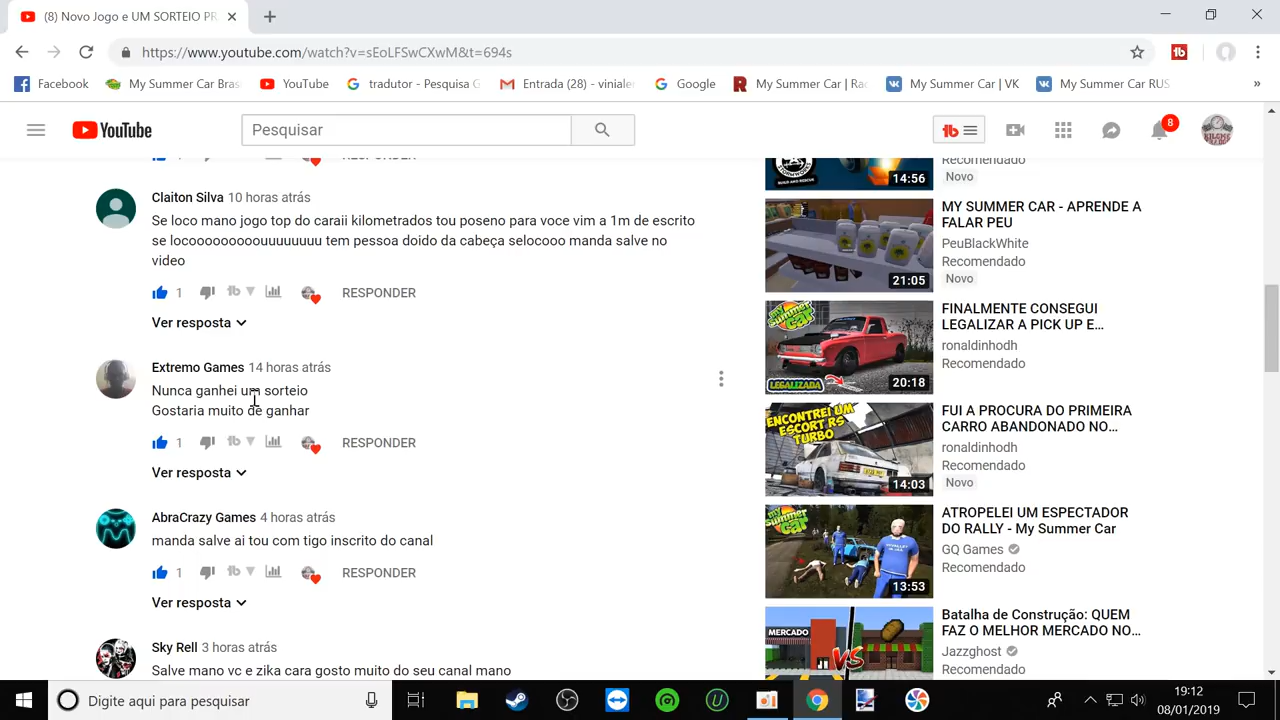 (8) Novo Jogo e UM SORTEIO PR
https://www.youtube.com/watch?v=sEoLFSwCXwM&t=694s
Facebook
My Summer Car Bras
YouTube
tradutor - Pesquisa G
Entrada (28) - vinialer
Google
My Summer Car | Rac
My Summer Car | VK
My Summer Car RUS
»
YouTube
Pesquisar
8
Claiton Silva 10 horas atrás
Se loco mano jogo top do caraii kilometrados tou poseno para voce vim a 1m de escrito
se locoooooooooouuuuuuu tem pessoa doido da cabeça selocooo manda salve no
video
1
RESPONDER
Ver resposta
Extremo Games 14 horas atrás
Nunca ganhei um sorteio
Gostaria muito de ganhar
1
RESPONDER
Ver resposta
AbraCrazy Games 4 horas atrás
manda salve ai tou com tigo inscrito do canal
1
RESPONDER
Ver resposta
Sky Rell 3 horas atrás
Salve mano vc e zika cara gosto muito do seu canal mano
14:56
Recomendado
Novo
21:05
MY SUMMER CAR - APRENDE A
FALAR PEU
PeuBlackWhite
Recomendado
Novo
my Summer Car
LEGALIZADA
20:18
FINALMENTE CONSEGUI
LEGALIZAR A PICK UP E...
ronaldinhodh
Recomendado
ENCONTREI UM
ESCORT RS
TURBO
14:03
FUI A PROCURA DO PRIMEIRA
CARRO ABANDONADO NO...
ronaldinhodh
Recomendado
Novo
my Summer Car
13:53
ATROPELEI UM ESPECTADOR
DO RALLY - My Summer Car
GQ Games
Recomendado
MERCADO
VS
Batalha de Construção: QUEM
FAZ O MELHOR MERCADO NO...
Jazzghost
Recomendado
Digite aqui para pesquisar
19:12
08/01/2019